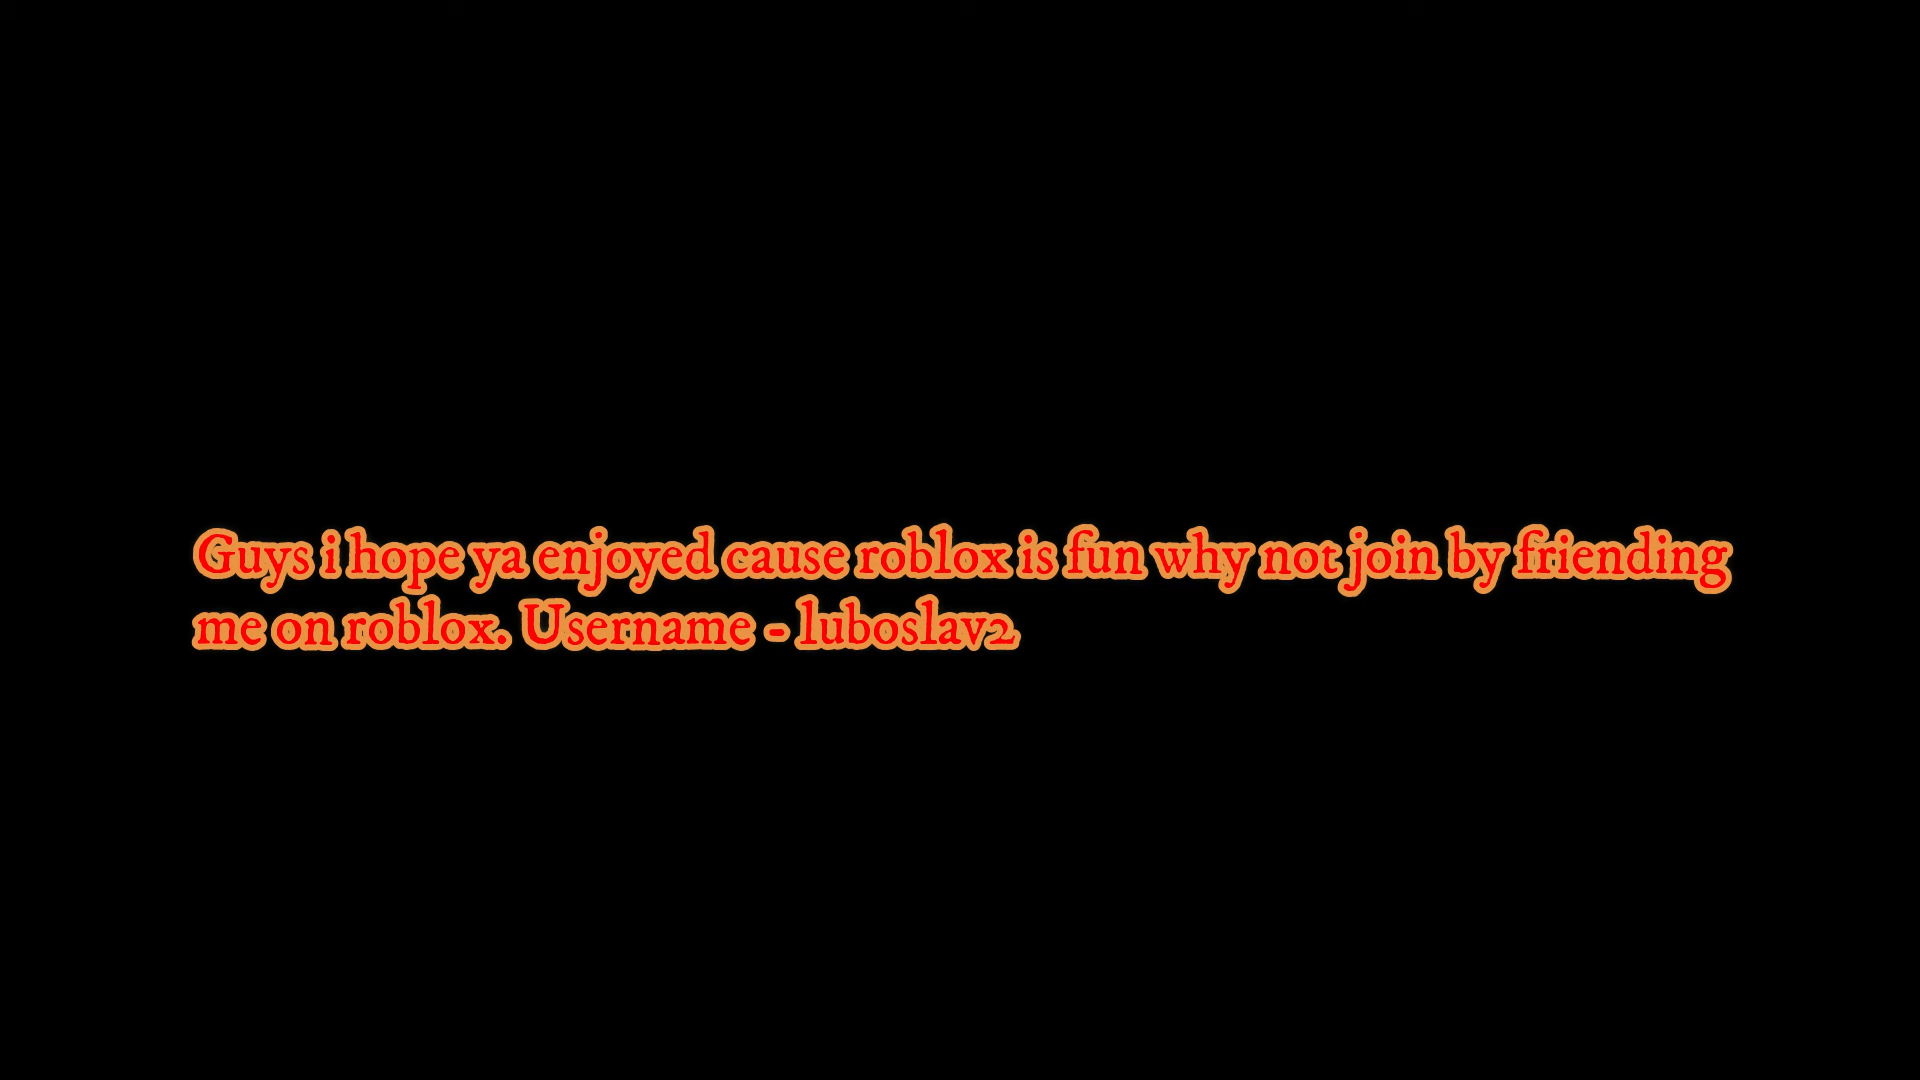 Guys i hope ya enjoyed cause roblox is fun why not join by friending
me on roblox. Username - luboslav2